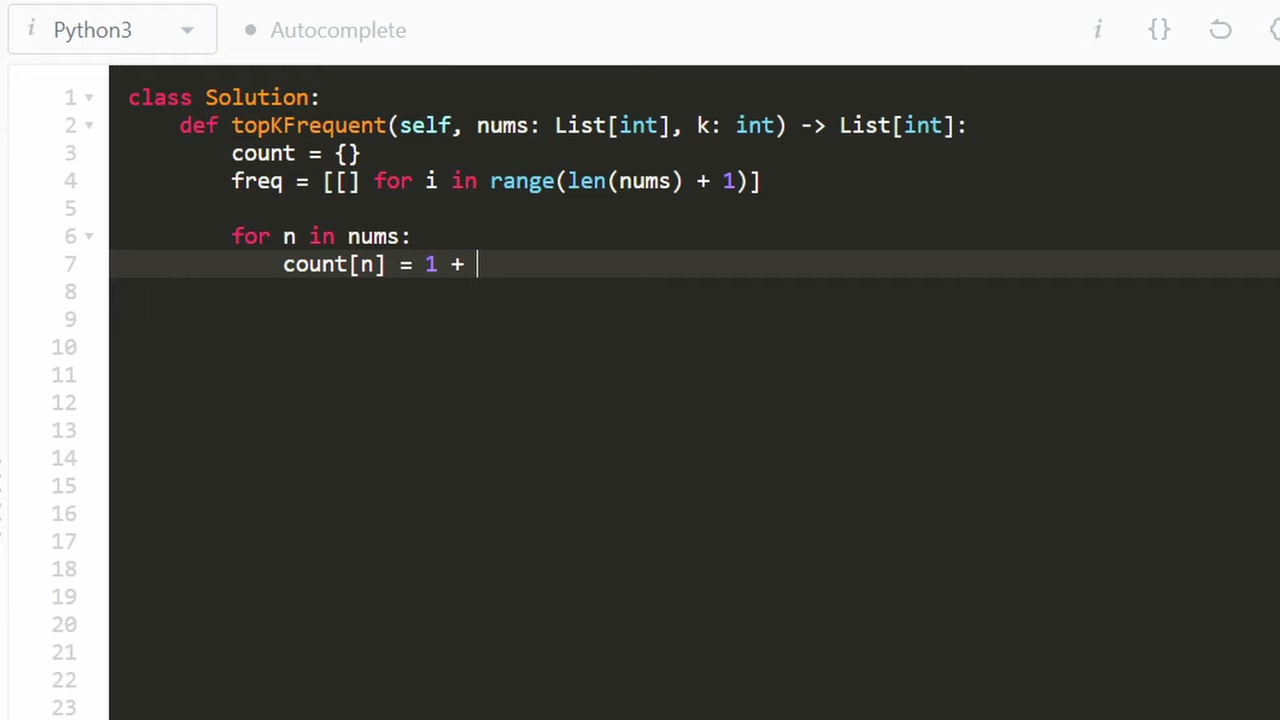 i Python3 Autocomplete i {}
1 class Solution:
2 def topKFrequent(self, nums: List[int], k: int) -> List[int]:
3 count = {}
4 freq = [[] for i in range(len(nums) + 1)]
5
6 for n in nums:
7 count[n] = 1 +
8
9
10
11
12
13
14
15
16
17
18
19
20
21
22
23